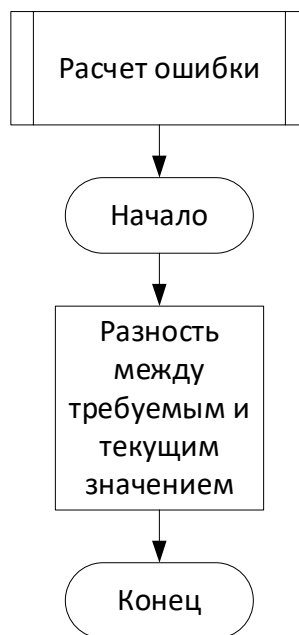 Расчет ошибки
Начало
Разность
между
требуемым и
текущим
значением
Конец